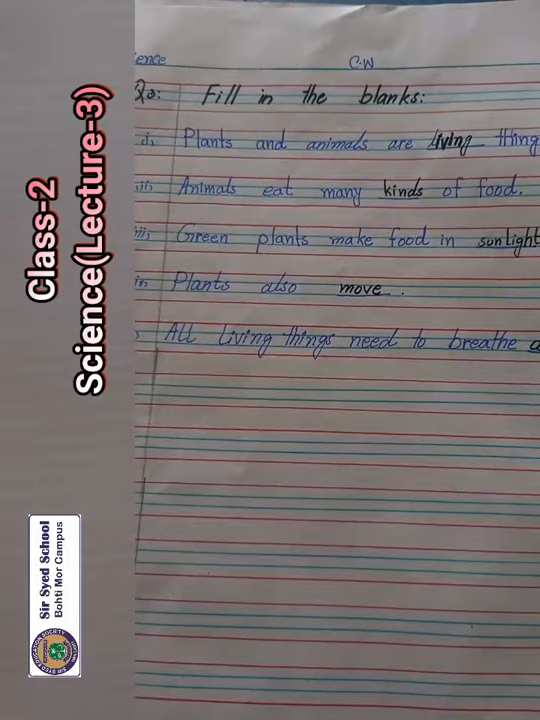 Class-2
Science(Lecture-3)
Sir Syed School
Bohti Mor Campus
ence C.W
Q3: Fill in the blanks:
i, Plants and animals are living thing
ii, Animals eat many kinds of food.
iii, Green plants make food in sunlight
Plants also move.
All living things need to breathe a